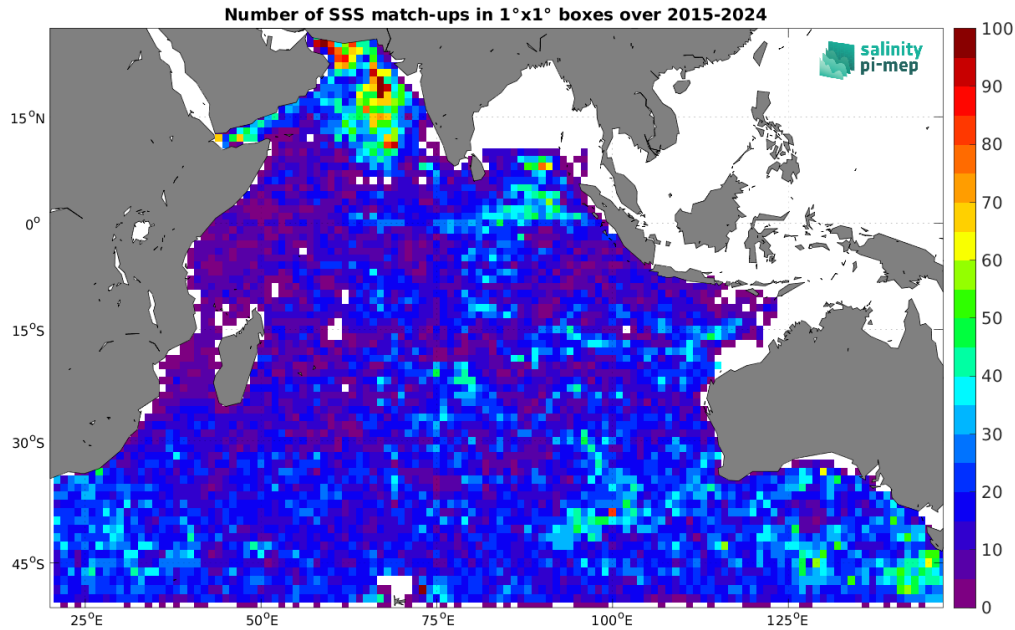 Number of SSS match-ups in 1°x1° boxes over 2015-2024
salinity
pi-mep
100
90
80
70
60
50
40
30
20
10
0
15°N
0°
15°S
30°S
45°S
25°E
50°E
75°E
100°E
125°E